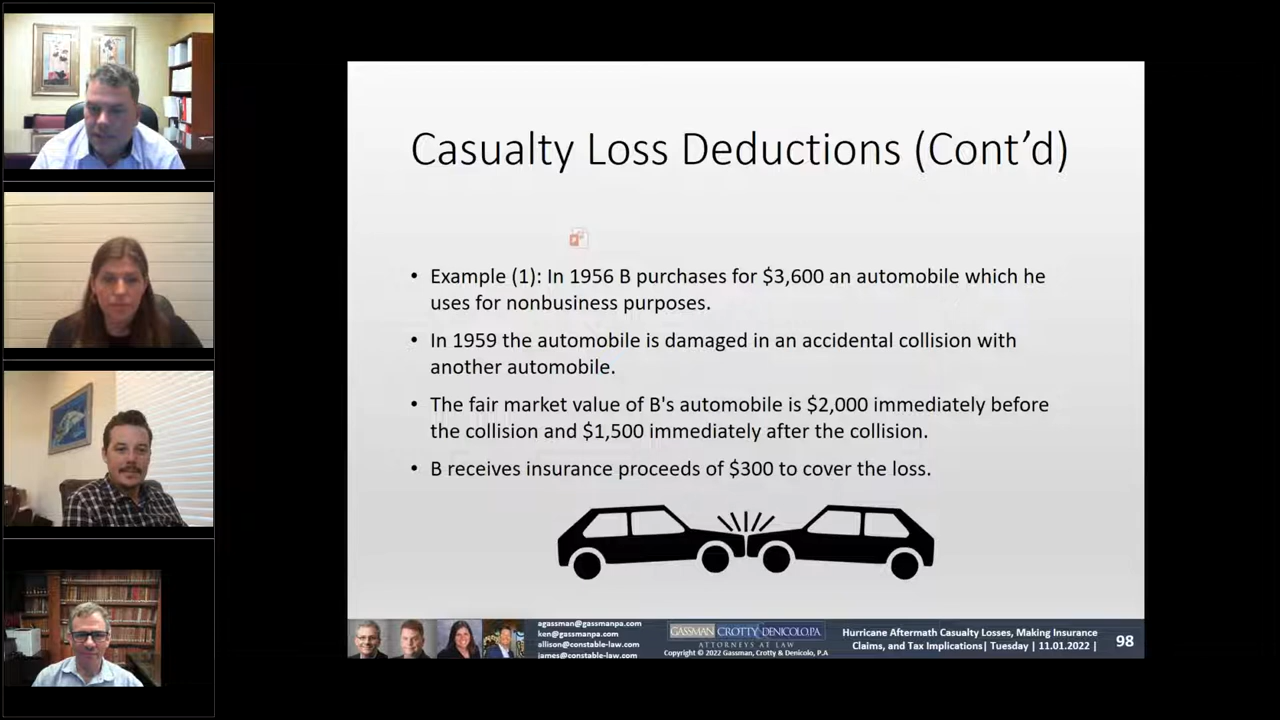 Casualty Loss Deductions (Cont’d)
• Example (1): In 1956 B purchases for $3,600 an automobile which he
uses for nonbusiness purposes.
• In 1959 the automobile is damaged in an accidental collision with
another automobile.
• The fair market value of B's automobile is $2,000 immediately before
the collision and $1,500 immediately after the collision.
• B receives insurance proceeds of $300 to cover the loss.
agassman@gassmanpa.com
ken@gassmanpa.com
allison@constable-law.com
james@constable-law.com
GASSMAN CROTTY & DENICOLO, P.A.
ATTORNEYS AT LAW
Copyright © 2022 Gassman, Crotty & Denicolo, P.A
Hurricane Aftermath Casualty Losses, Making Insurance
Claims, and Tax Implications| Tuesday | 11.01.2022 |
98